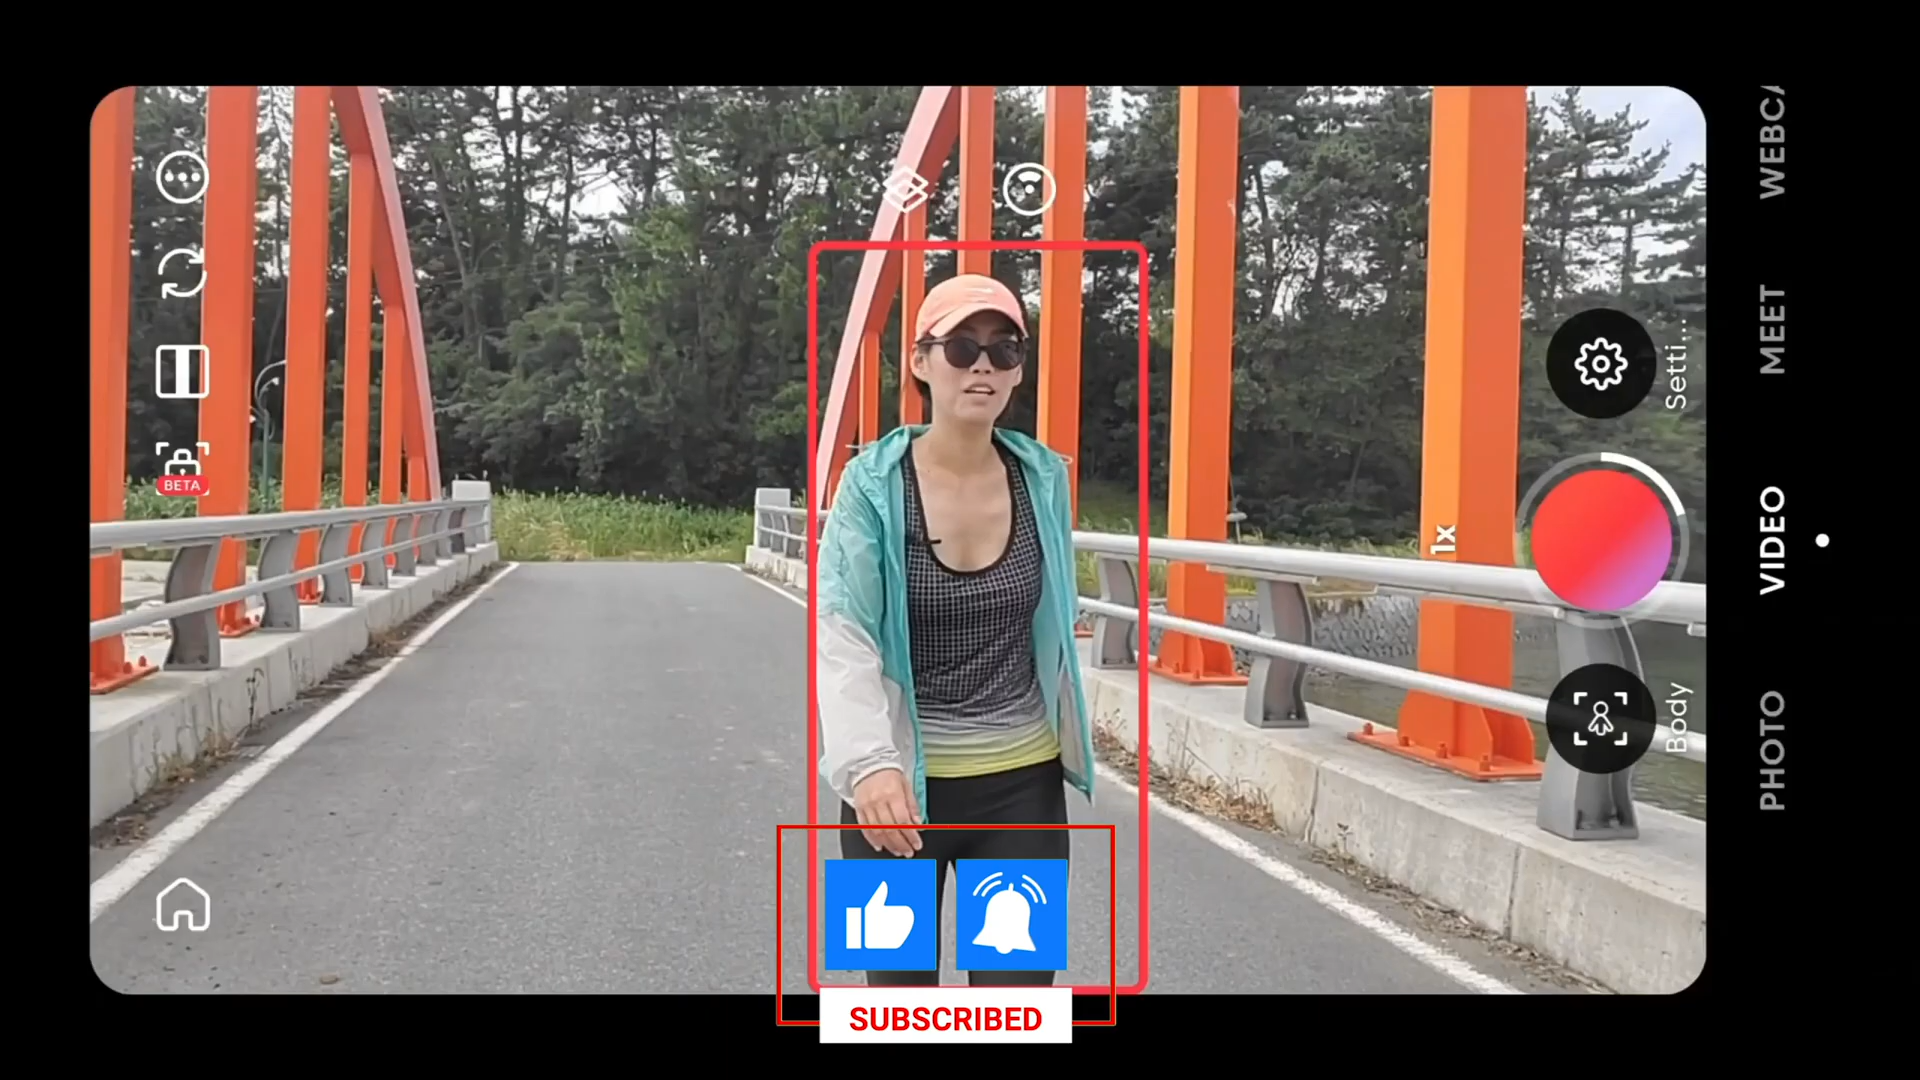 BETA
1x
Setti...
Body
WEBCA
MEET
VIDEO
PHOTO
SUBSCRIBED